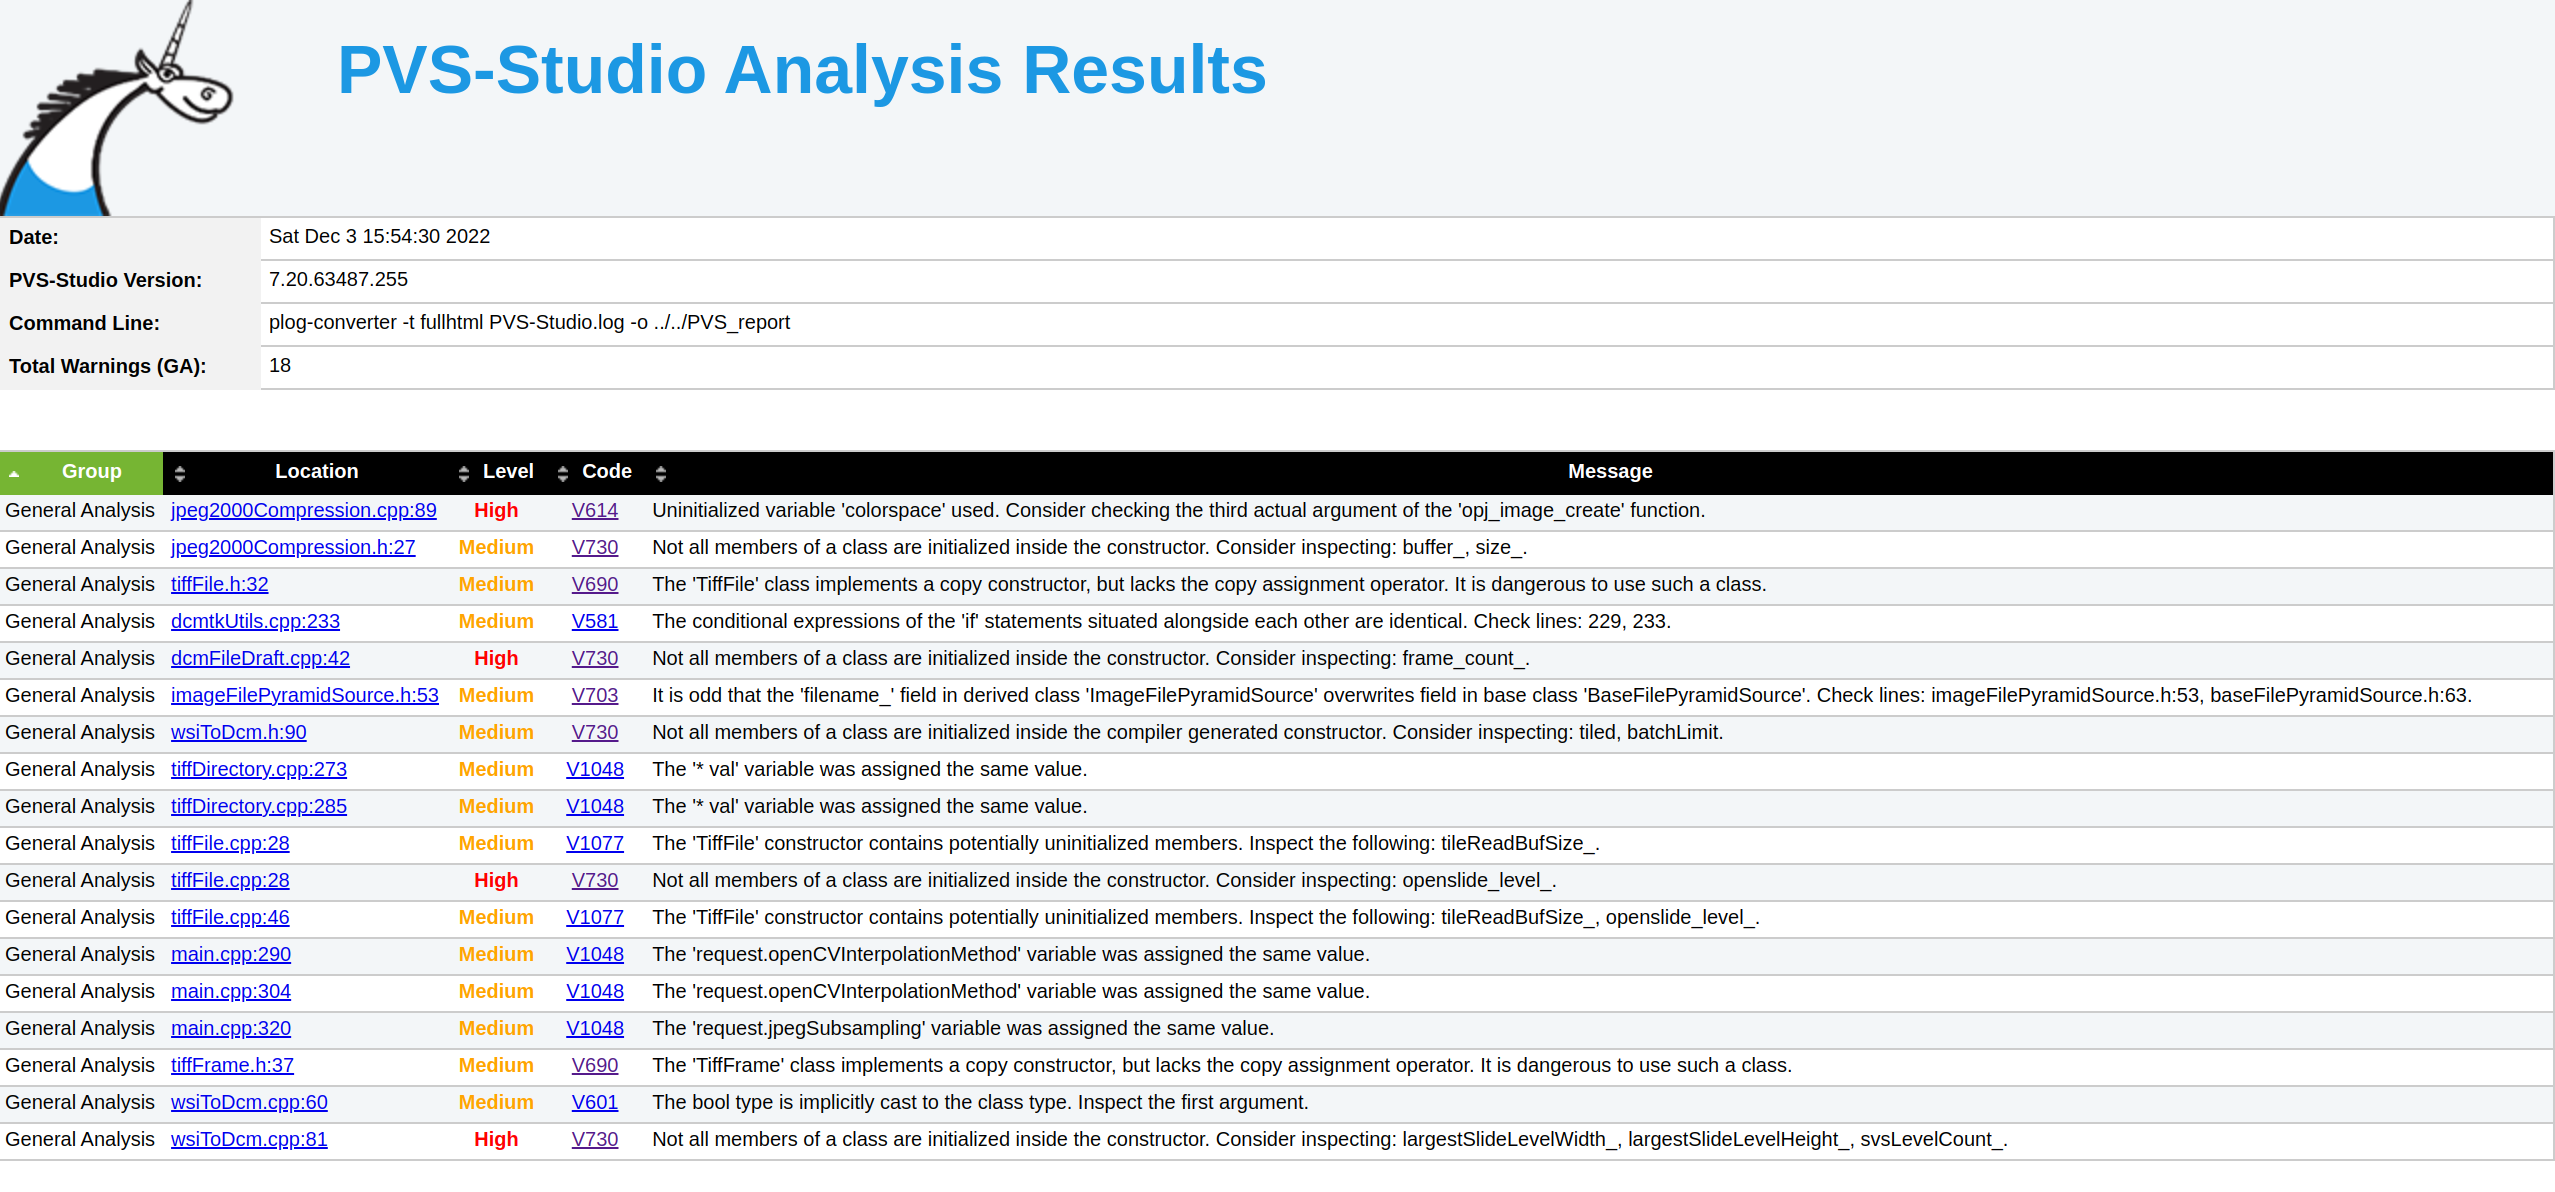 PVS-Studio Analysis Results
Date: Sat Dec 3 15:54:30 2022
PVS-Studio Version: 7.20.63487.255
Command Line: plog-converter -t fullhtml PVS-Studio.log -o ../../PVS_report
Total Warnings (GA): 18
Group Location Level Code Message
General Analysis jpeg2000Compression.cpp:89 High V614 Uninitialized variable 'colorspace' used. Consider checking the third actual argument of the 'opj_image_create' function.
General Analysis jpeg2000Compression.h:27 Medium V730 Not all members of a class are initialized inside the constructor. Consider inspecting: buffer_, size_.
General Analysis tiffFile.h:32 Medium V690 The 'TiffFile' class implements a copy constructor, but lacks the copy assignment operator. It is dangerous to use such a class.
General Analysis dcmtkUtils.cpp:233 Medium V581 The conditional expressions of the 'if' statements situated alongside each other are identical. Check lines: 229, 233.
General Analysis dcmFileDraft.cpp:42 High V730 Not all members of a class are initialized inside the constructor. Consider inspecting: frame_count_.
General Analysis imageFilePyramidSource.h:53 Medium V703 It is odd that the 'filename_' field in derived class 'ImageFilePyramidSource' overwrites field in base class 'BaseFilePyramidSource'. Check lines: imageFilePyramidSource.h:53, baseFilePyramidSource.h:63.
General Analysis wsiToDcm.h:90 Medium V730 Not all members of a class are initialized inside the compiler generated constructor. Consider inspecting: tiled, batchLimit.
General Analysis tiffDirectory.cpp:273 Medium V1048 The '* val' variable was assigned the same value.
General Analysis tiffDirectory.cpp:285 Medium V1048 The '* val' variable was assigned the same value.
General Analysis tiffFile.cpp:28 Medium V1077 The 'TiffFile' constructor contains potentially uninitialized members. Inspect the following: tileReadBufSize_.
General Analysis tiffFile.cpp:28 High V730 Not all members of a class are initialized inside the constructor. Consider inspecting: openslide_level_.
General Analysis tiffFile.cpp:46 Medium V1077 The 'TiffFile' constructor contains potentially uninitialized members. Inspect the following: tileReadBufSize_, openslide_level_.
General Analysis main.cpp:290 Medium V1048 The 'request.openCVInterpolationMethod' variable was assigned the same value.
General Analysis main.cpp:304 Medium V1048 The 'request.openCVInterpolationMethod' variable was assigned the same value.
General Analysis main.cpp:320 Medium V1048 The 'request.jpegSubsampling' variable was assigned the same value.
General Analysis tiffFrame.h:37 Medium V690 The 'TiffFrame' class implements a copy constructor, but lacks the copy assignment operator. It is dangerous to use such a class.
General Analysis wsiToDcm.cpp:60 Medium V601 The bool type is implicitly cast to the class type. Inspect the first argument.
General Analysis wsiToDcm.cpp:81 High V730 Not all members of a class are initialized inside the constructor. Consider inspecting: largestSlideLevelWidth_, largestSlideLevelHeight_, svsLevelCount_.